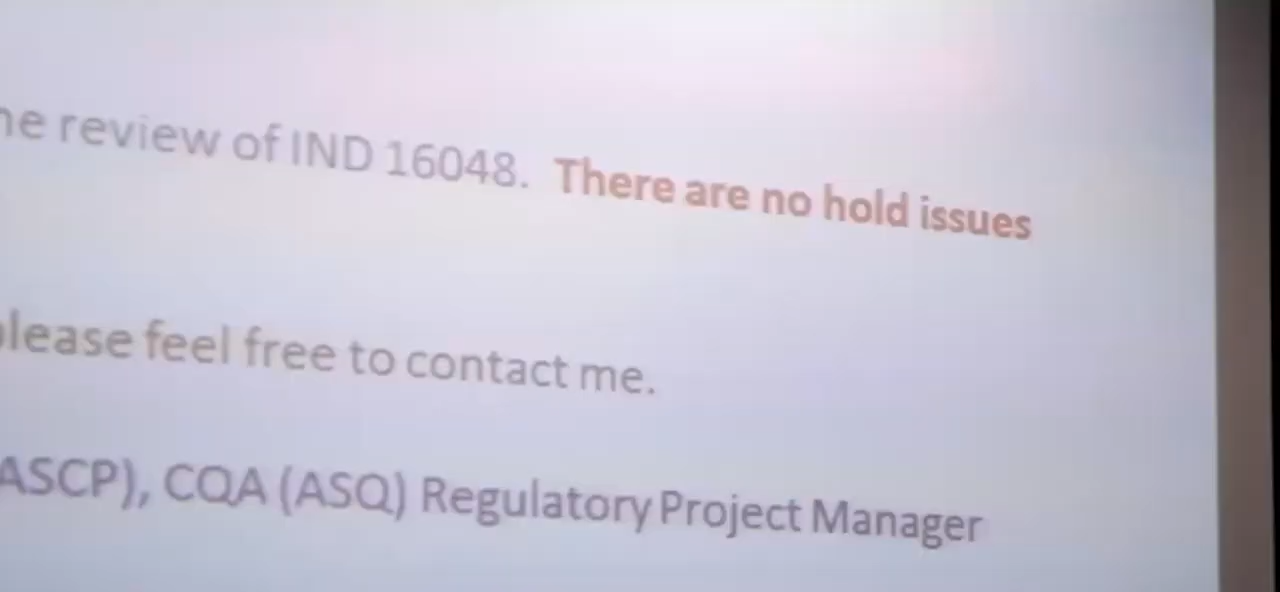 he review of IND 16048. There are no hold issues
please feel free to contact me.
ASCP), CQA (ASQ) Regulatory Project Manager